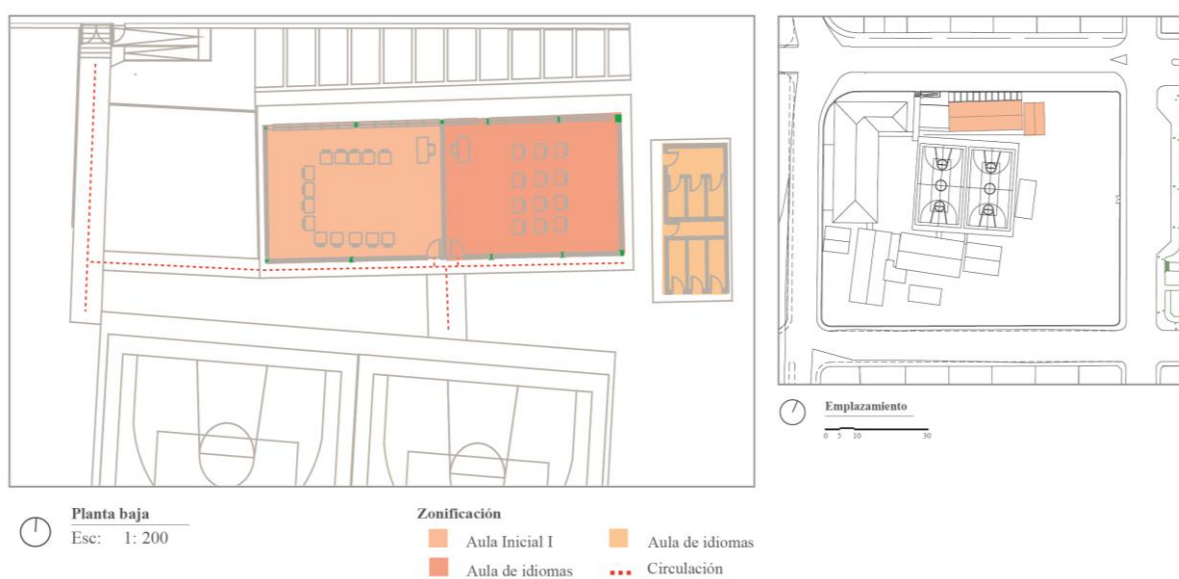 Emplazamiento
0 5 10 30
Planta baja
Esc: 1: 200
Zonificación
Aula Inicial I
Aula de idiomas
Aula de idiomas
Circulación